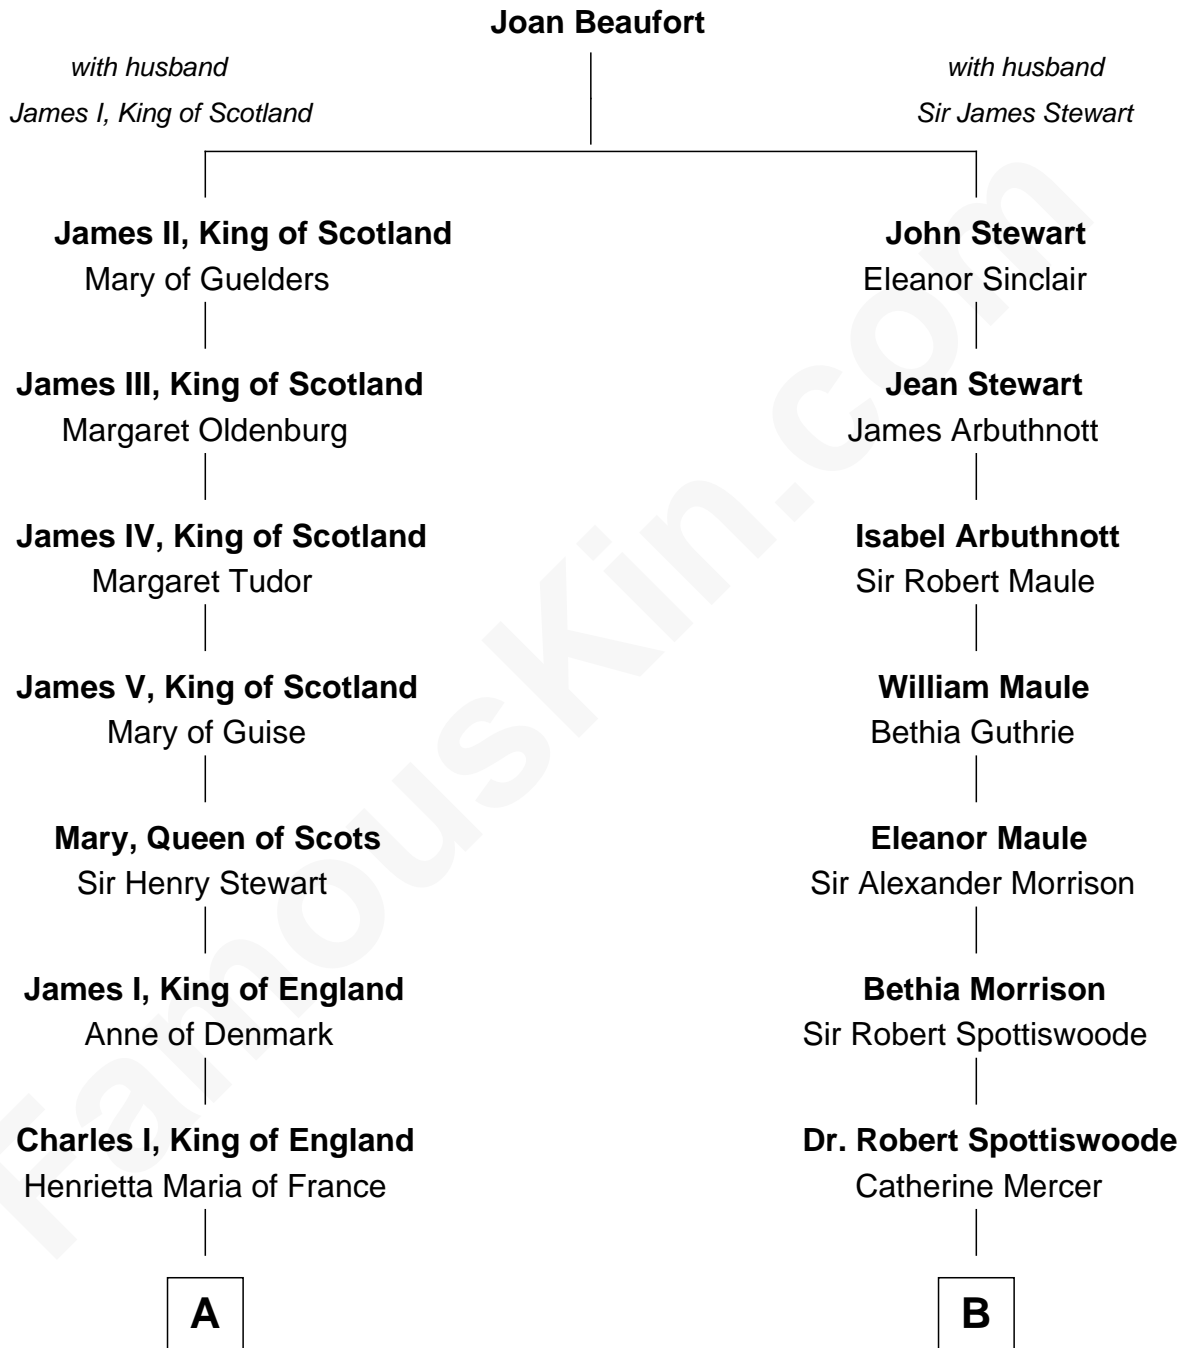 Joan Beaufort
with husband
James I, King of Scotland
with husband
Sir James Stewart
James II, King of Scotland
Mary of Guelders
James III, King of Scotland
Margaret Oldenburg
James IV, King of Scotland
Margaret Tudor
James V, King of Scotland
Mary of Guise
Mary, Queen of Scots
Sir Henry Stewart
James I, King of England
Anne of Denmark
Charles I, King of England
Henrietta Maria of France
A
John Stewart
Eleanor Sinclair
Jean Stewart
James Arbuthnott
Isabel Arbuthnott
Sir Robert Maule
William Maule
Bethia Guthrie
Eleanor Maule
Sir Alexander Morrison
Bethia Morrison
Sir Robert Spottiswoode
Dr. Robert Spottiswoode
Catherine Mercer
B
FamousKin.com